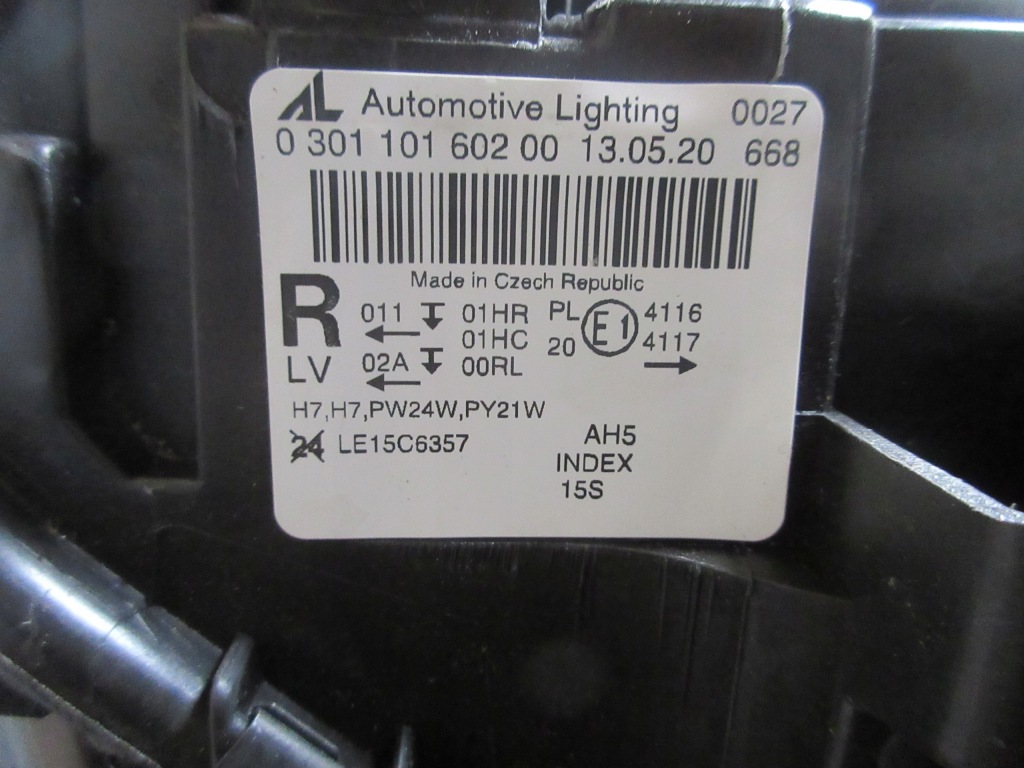 AL Automotive Lighting 0027
0 301 101 602 00 13.05.20 668
Made in Czech Republic
R 011 01HR PL E1 4116
01HC 20 4117
LV 02A 00RL
H7,H7,PW24W,PY21W
24 LE15C6357 AH5
INDEX
15S